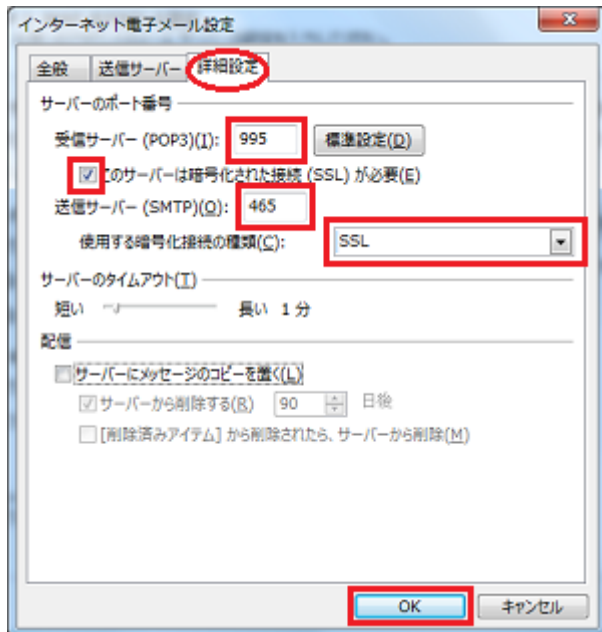 インターネット電子メール設定
全般 送信サーバー 詳細設定
サーバーのポート番号
受信サーバー (POP3)(I): 995 標準設定(D)
このサーバーは暗号化された接続 (SSL) が必要(E)
送信サーバー (SMTP)(O): 465
使用する暗号化接続の種類(C): SSL
サーバーのタイムアウト(T)
短い 長い 1 分
配信
サーバーにメッセージのコピーを置く(L)
サーバーから削除する(R) 90 日後
[削除済みアイテム] から削除されたら、サーバーから削除(M)
OK キャンセル